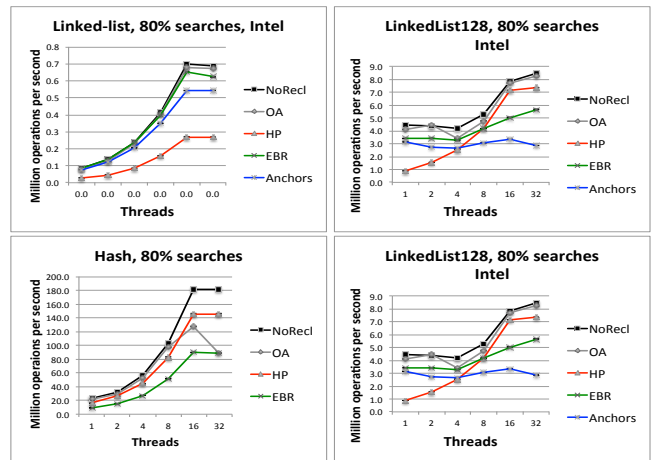 Linked-list, 80% searches, Intel
Million operations per second
0.8
0.7
0.6
0.5
0.4
0.3
0.2
0.1
0.0
0.0 0.0 0.0 0.0 0.0 0.0
Threads
NoRecl
OA
HP
EBR
Anchors
LinkedList128, 80% searches
Intel
Million operations per second
9.0
8.0
7.0
6.0
5.0
4.0
3.0
2.0
1.0
0.0
1 2 4 8 16 32
Threads
NoRecl
OA
HP
EBR
Anchors
Hash, 80% searches
Million operaions per second
200.0
180.0
160.0
140.0
120.0
100.0
80.0
60.0
40.0
20.0
0.0
1 2 4 8 16 32
Threads
NoRecl
OA
HP
EBR
LinkedList128, 80% searches
Intel
Million operations per second
9.0
8.0
7.0
6.0
5.0
4.0
3.0
2.0
1.0
0.0
1 2 4 8 16 32
Threads
NoRecl
OA
HP
EBR
Anchors